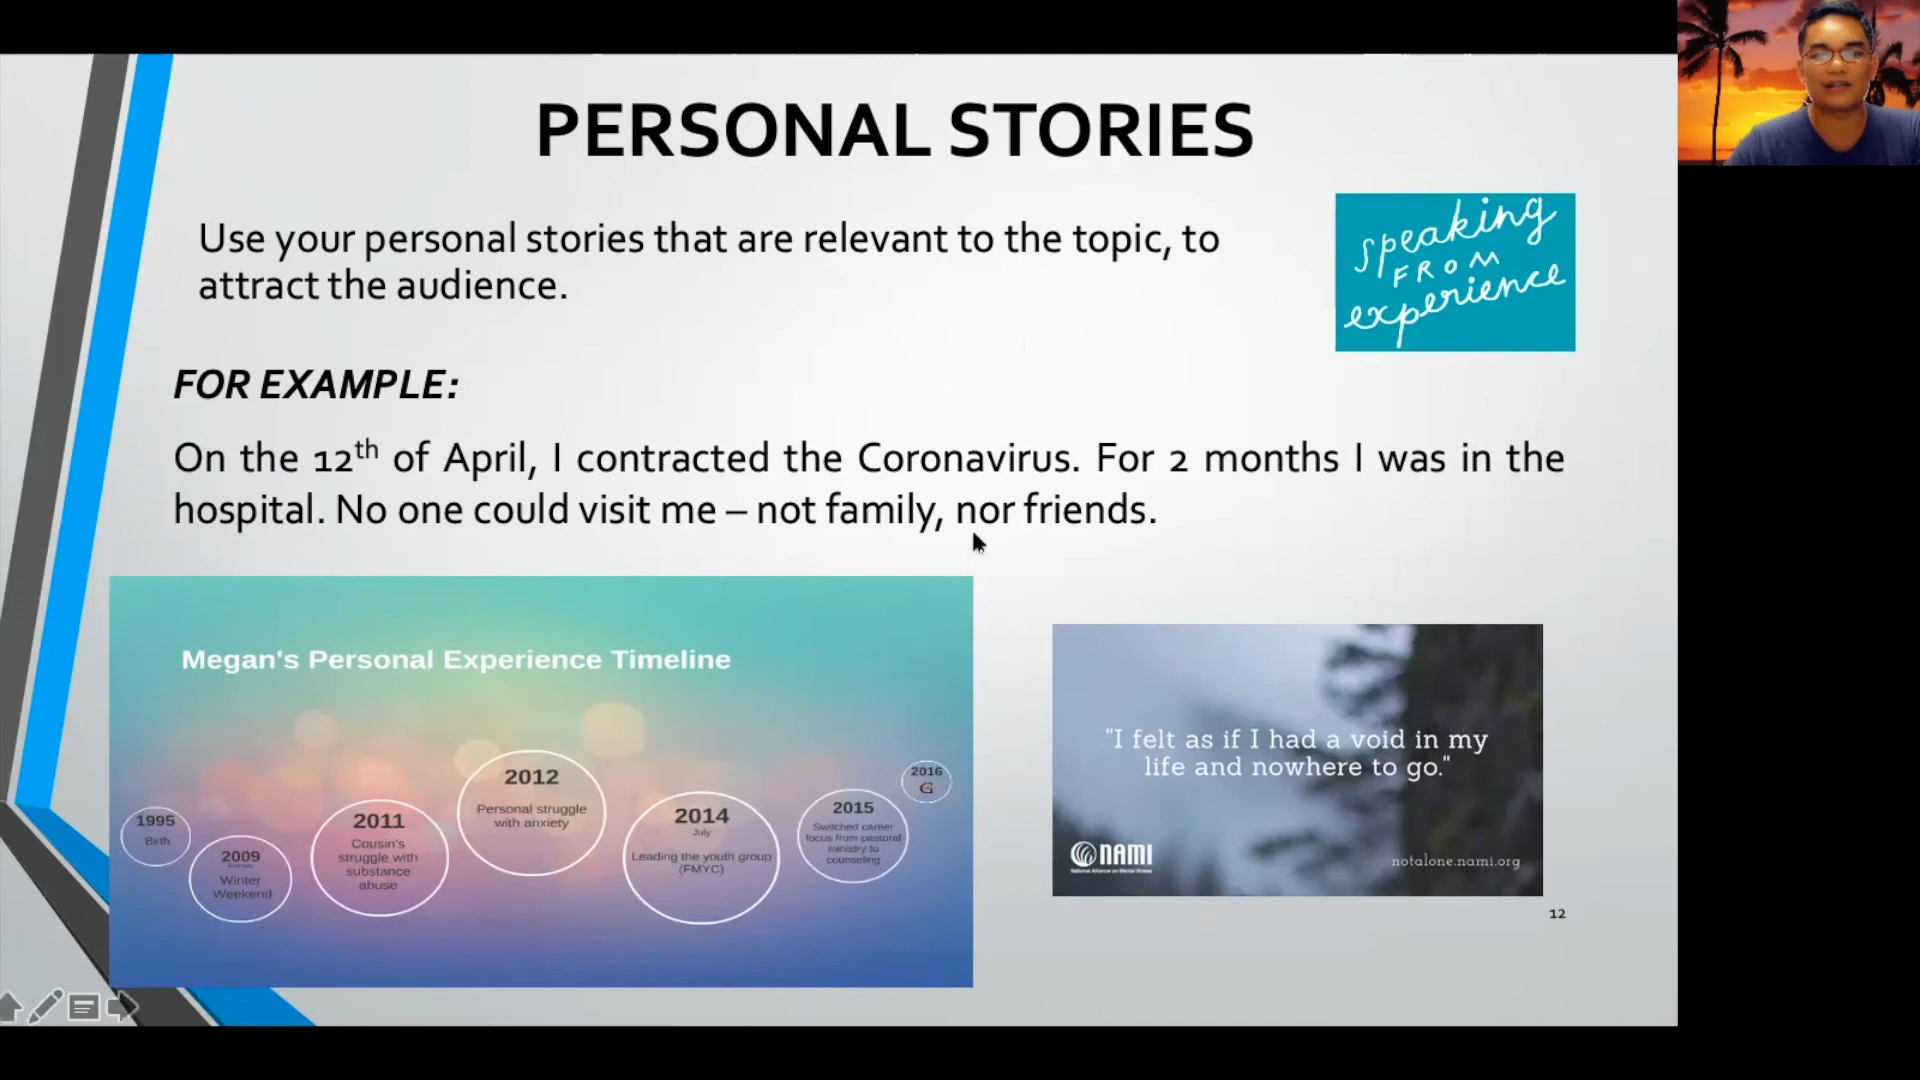 PERSONAL STORIES
Use your personal stories that are relevant to the topic, to
attract the audience.
speaking
FROM
experience
FOR EXAMPLE:
On the 12th of April, I contracted the Coronavirus. For 2 months I was in the
hospital. No one could visit me – not family, nor friends.
Megan's Personal Experience Timeline
1995
Birth
2009
Winter
Weekend
2011
Cousin's
struggle with
substance
abuse
2012
Personal struggle
with anxiety
2014
July
Leading the youth group
(FMYC)
2015
Switched career
focus from pastoral
ministry to
counseling
2016
G
"I felt as if I had a void in my
life and nowhere to go."
NAMI
National Alliance on Mental Illness
notalone.nami.org
12